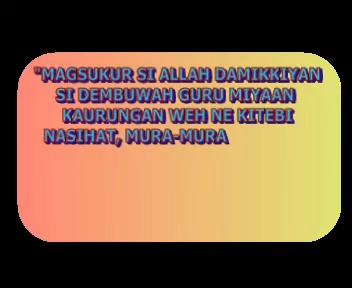 "MAGSUKUR SI ALLAH DAMIKKIYAN
SI DEMBUWAH GURU MIYAAN
KAURUNGAN WEH NE KITEBI
NASIHAT, MURA-MURA